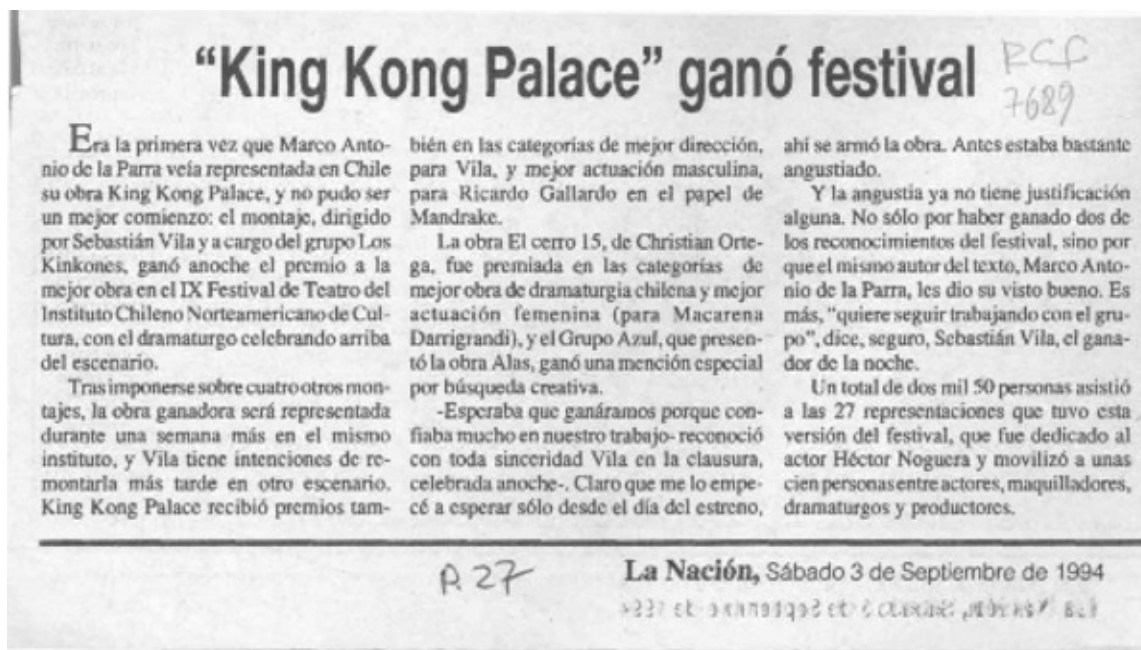 “King Kong Palace” ganó festival
RCF
7689
Era la primera vez que Marco Anto-
nio de la Parra veía representada en Chile
su obra King Kong Palace, y no pudo ser
un mejor comienzo: el montaje, dirigido
por Sebastián Vila y a cargo del grupo Los
Kinkones, ganó anoche el premio a la
mejor obra en el IX Festival de Teatro del
Instituto Chileno Norteamericano de Cul-
tura, con el dramaturgo celebrando arriba
del escenario.
Tras imponerse sobre cuatro otros mon-
tajes, la obra ganadora será representada
durante una semana más en el mismo
instituto, y Vila tiene intenciones de re-
montarla más tarde en otro escenario.
King Kong Palace recibió premios tam-
bién en las categorías de mejor dirección,
para Vila, y mejor actuación masculina,
para Ricardo Gallardo en el papel de
Mandrake.
La obra El cerro 15, de Christian Orte-
ga, fue premiada en las categorías de
mejor obra de dramaturgia chilena y mejor
actuación femenina (para Macarena
Darrigrandi), y el Grupo Azul, que presen-
tó la obra Alas, ganó una mención especial
por búsqueda creativa.
-Esperaba que ganáramos porque con-
fiaba mucho en nuestro trabajo- reconoció
con toda sinceridad Vila en la clausura,
celebrada anoche-. Claro que me lo empe-
cé a esperar sólo desde el día del estreno,
ahí se armó la obra. Antes estaba bastante
angustiado.
Y la angustia ya no tiene justificación
alguna. No sólo por haber ganado dos de
los reconocimientos del festival, sino por
que el mismo autor del texto, Marco Anto-
nio de la Parra, les dio su visto bueno. Es
más, “quiere seguir trabajando con el gru-
po”, dice, seguro, Sebastián Vila, el gana-
dor de la noche.
Un total de dos mil 50 personas asistió
a las 27 representaciones que tuvo esta
versión del festival, que fue dedicado al
actor Héctor Noguera y movilizó a unas
cien personas entre actores, maquilladores,
dramaturgos y productores.
P. 27
La Nación, Sábado 3 de Septiembre de 1994